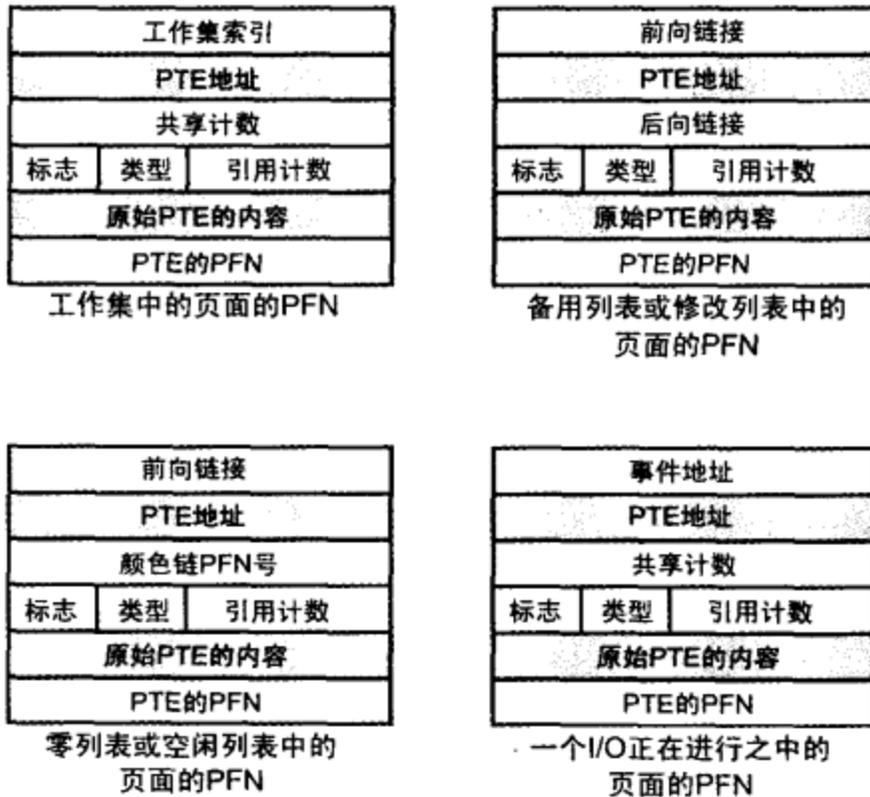 工作集索引
PTE地址
共享计数
标志 类型 引用计数
原始PTE的内容
PTE的PFN
工作集中的页面的PFN
前向链接
PTE地址
后向链接
标志 类型 引用计数
原始PTE的内容
PTE的PFN
备用列表或修改列表中的
页面的PFN
前向链接
PTE地址
颜色链PFN号
标志 类型 引用计数
原始PTE的内容
PTE的PFN
零列表或空闲列表中的
页面的PFN
事件地址
PTE地址
共享计数
标志 类型 引用计数
原始PTE的内容
PTE的PFN
一个I/O正在进行之中的
页面的PFN